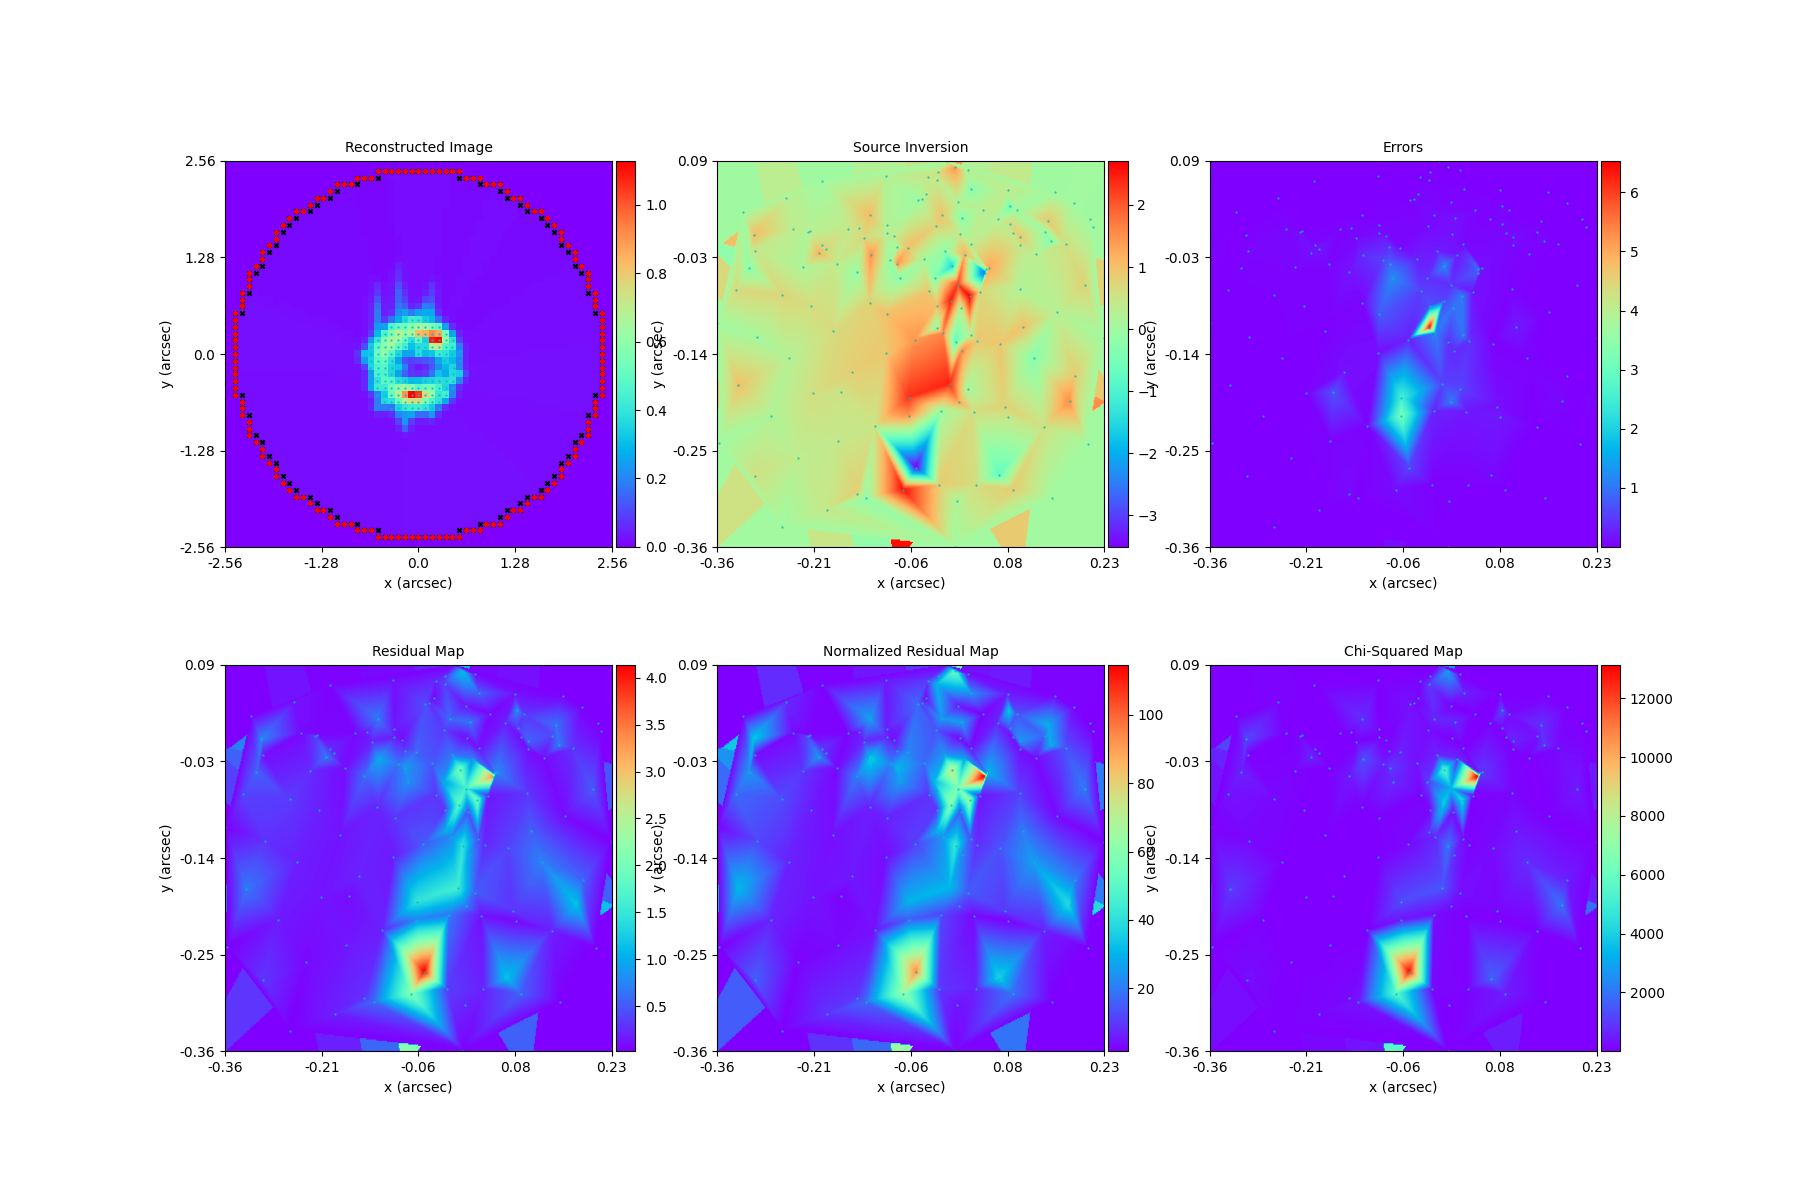 Reconstructed Image
2.56
1.28
0.0
-1.28
-2.56
y (arcsec)
-2.56 -1.28 0.0 1.28 2.56
x (arcsec)
1.0
0.8
0.6
0.4
0.2
0.0
Source Inversion
0.09
-0.03
-0.14
-0.25
-0.36
y (arcsec)
-0.36 -0.21 -0.06 0.08 0.23
x (arcsec)
2
1
0
−1
−2
−3
Errors
0.09
-0.03
-0.14
-0.25
-0.36
y (arcsec)
-0.36 -0.21 -0.06 0.08 0.23
x (arcsec)
6
5
4
3
2
1
Residual Map
0.09
-0.03
-0.14
-0.25
-0.36
y (arcsec)
-0.36 -0.21 -0.06 0.08 0.23
x (arcsec)
4.0
3.5
3.0
2.5
2.0
1.5
1.0
0.5
Normalized Residual Map
0.09
-0.03
-0.14
-0.25
-0.36
y (arcsec)
-0.36 -0.21 -0.06 0.08 0.23
x (arcsec)
100
80
60
40
20
Chi-Squared Map
0.09
-0.03
-0.14
-0.25
-0.36
y (arcsec)
-0.36 -0.21 -0.06 0.08 0.23
x (arcsec)
12000
10000
8000
6000
4000
2000